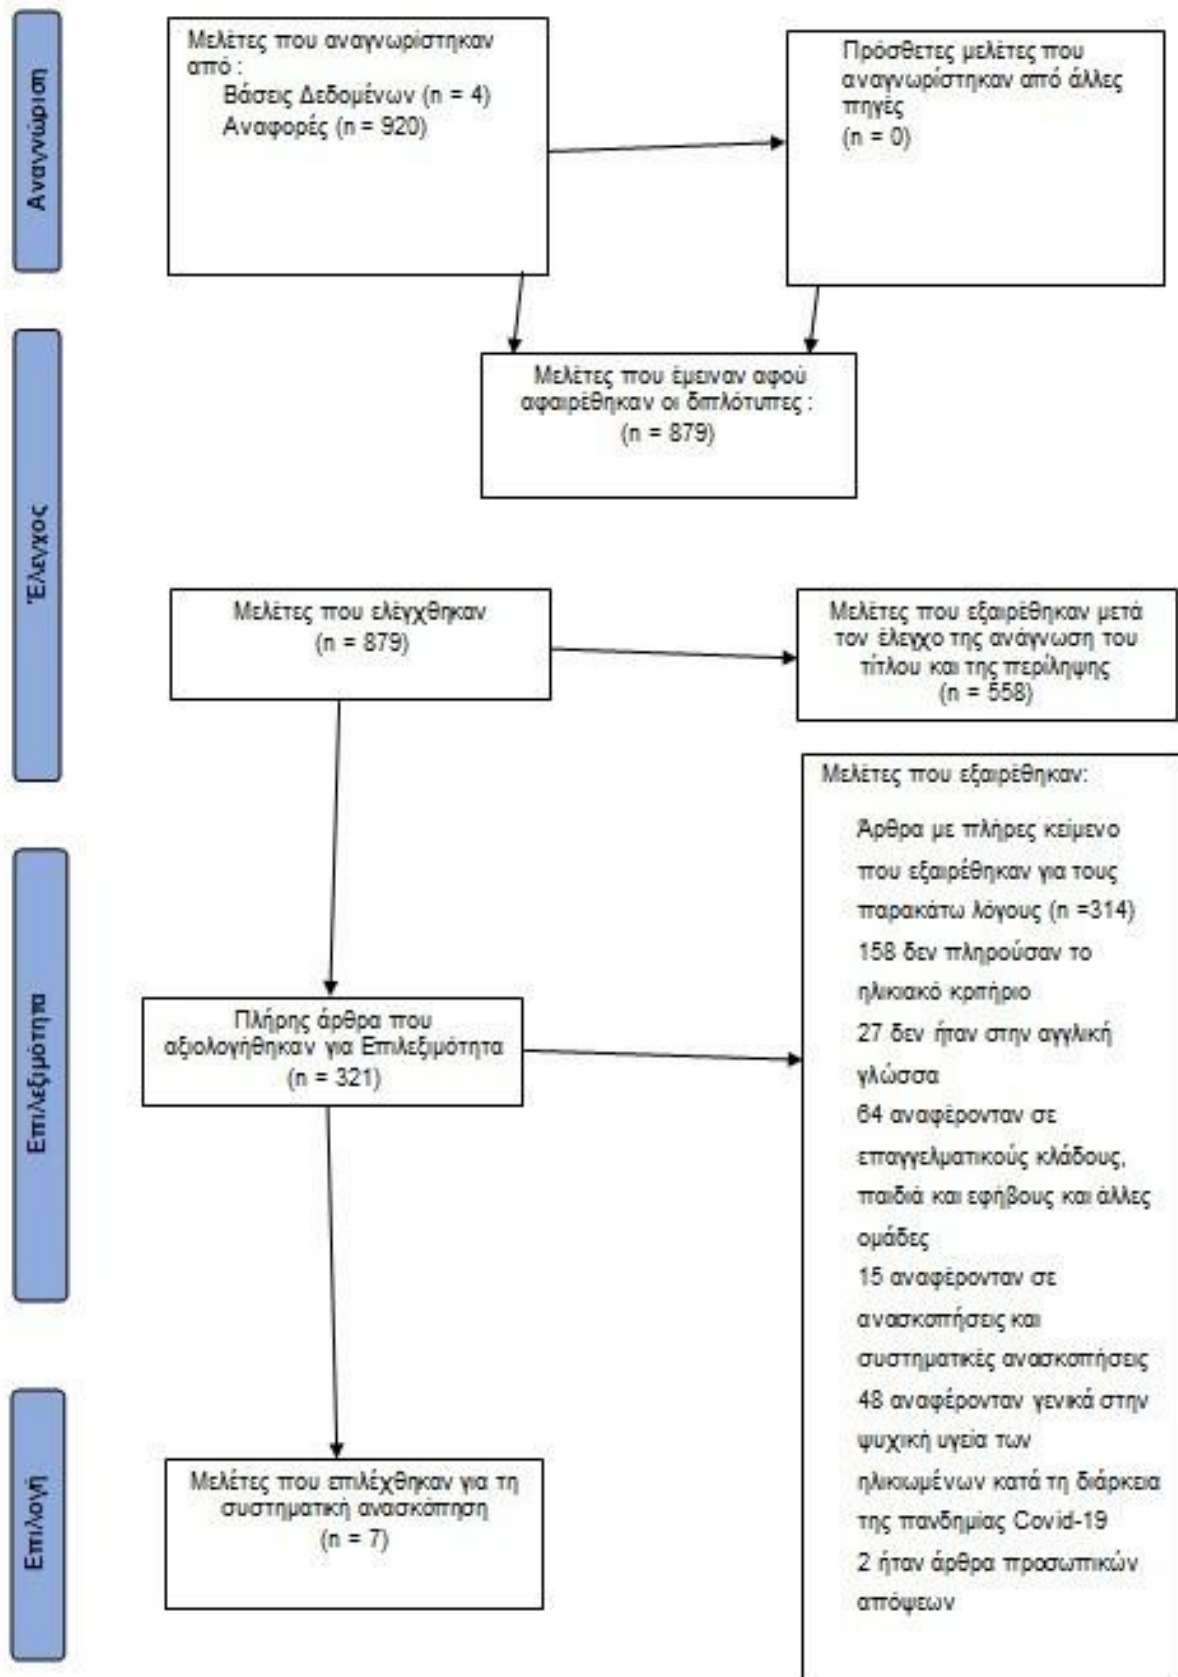 Αναγνώριση
Μελέτες που αναγνωρίστηκαν
από :
Βάσεις Δεδομένων (n = 4)
Αναφορές (n = 920)
Πρόσθετες μελέτες που
αναγνωρίστηκαν από άλλες
πηγές
(n = 0)
Έλεγχος
Μελέτες που έμειναν αφού
αφαιρέθηκαν οι διπλότυπες :
(n = 879)
Μελέτες που ελέγχθηκαν
(n = 879)
Μελέτες που εξαιρέθηκαν μετά
τον έλεγχο της ανάγνωση του
τίτλου και της περίληψης
(n = 558)
Επιλεξιμότητα
Πλήρης άρθρα που
αξιολογήθηκαν για Επιλεξιμότητα
(n = 321)
Μελέτες που εξαιρέθηκαν:
Άρθρα με πλήρες κείμενο
που εξαιρέθηκαν για τους
παρακάτω λόγους (n =314)
158 δεν πληρούσαν το
ηλικιακό κριτήριο
27 δεν ήταν στην αγγλική
γλώσσα
64 αναφέρονταν σε
επαγγελματικούς κλάδους,
παιδιά και εφήβους και άλλες
ομάδες
15 αναφέρονταν σε
ανασκοπήσεις και
συστηματικές ανασκοπήσεις
48 αναφέρονταν γενικά στην
ψυχική υγεία των
ηλικιωμένων κατά τη διάρκεια
της πανδημίας Covid-19
2 ήταν άρθρα προσωπικών
απόψεων
Επιλογή
Μελέτες που επιλέχθηκαν για τη
συστηματική ανασκόπηση
(n = 7)